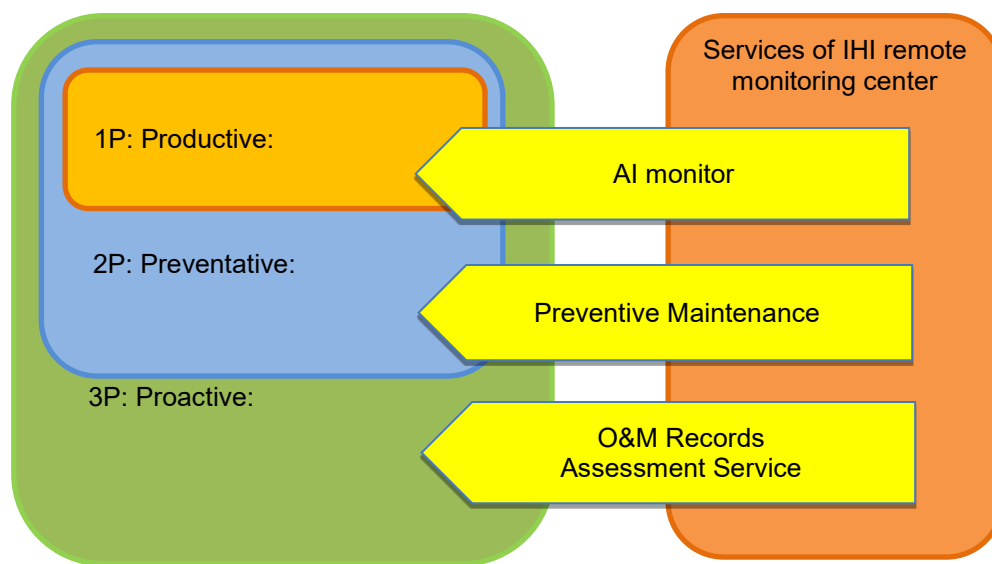 Services of IHI remote
monitoring center
1P: Productive:
AI monitor
2P: Preventative:
Preventive Maintenance
3P: Proactive:
O&M Records
Assessment Service